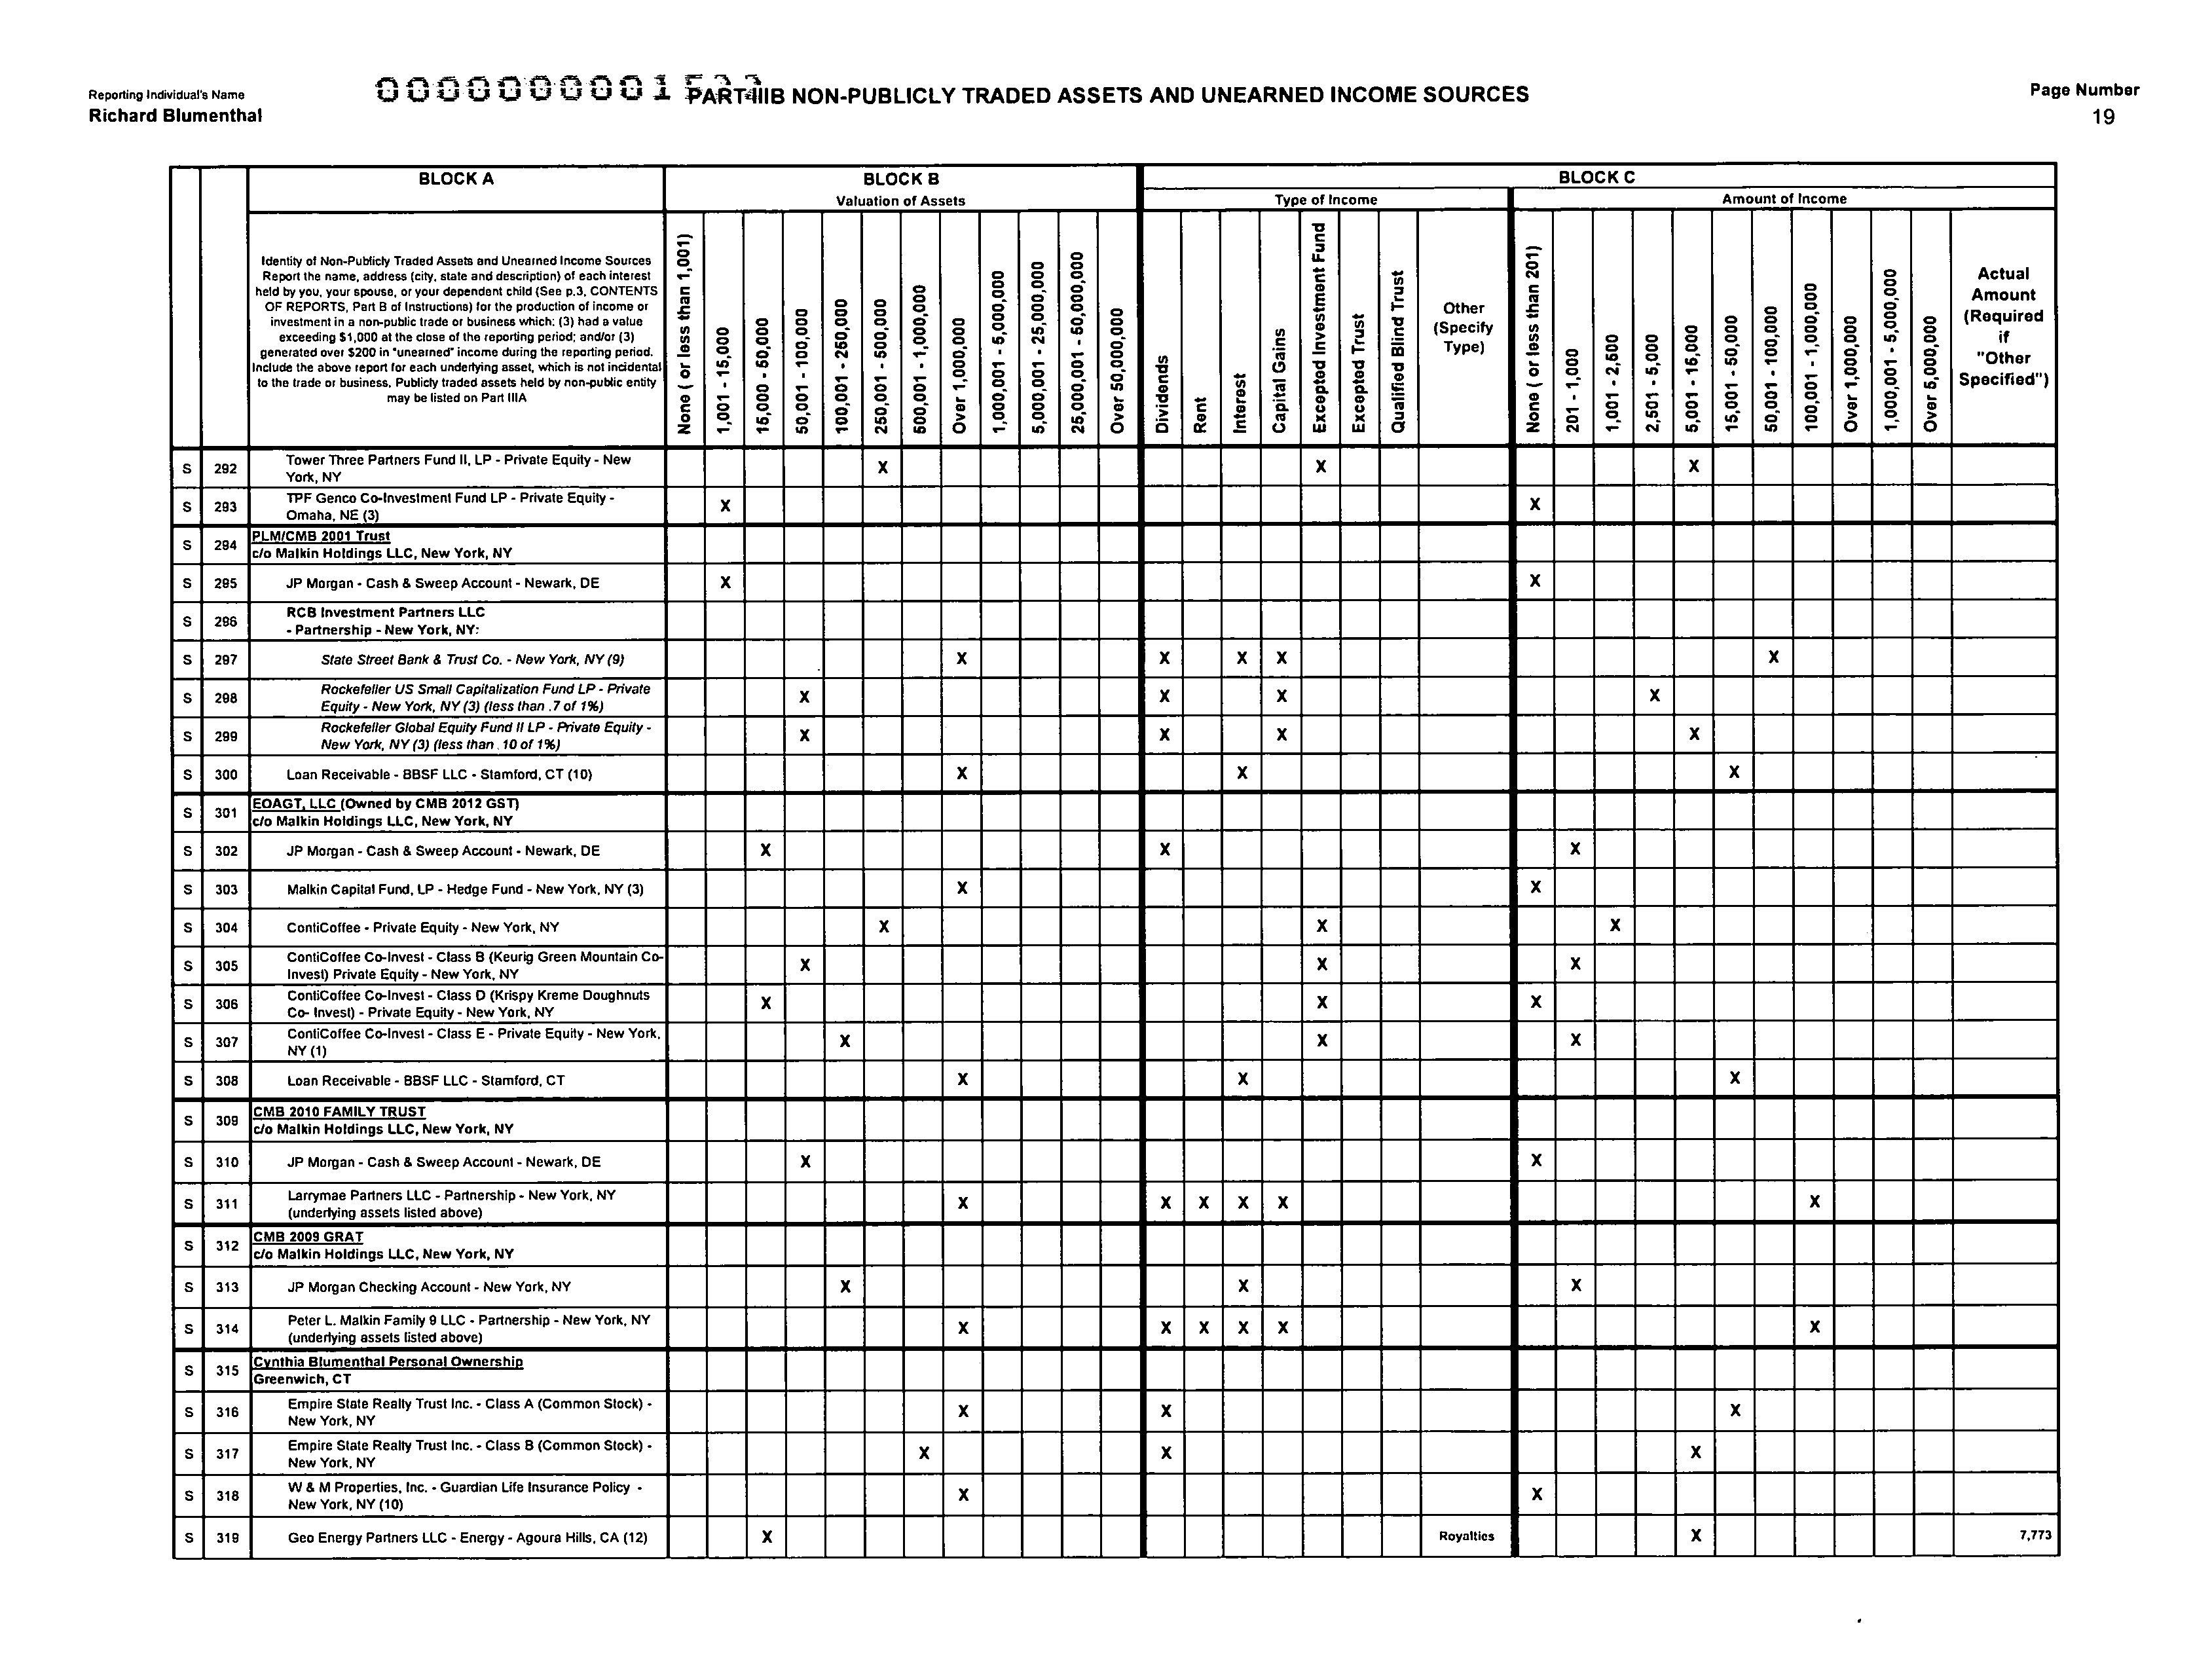 Reporting Individual's Name
Richard Blumenthal
PART IIIB NON-PUBLICLY TRADED ASSETS AND UNEARNED INCOME SOURCES
Page Number
19
BLOCK A
BLOCK B
BLOCK C
Valuation of Assets
Type of Income
Amount of Income
Identity of Non-Publicly Traded Assets and Unearned Income Sources
Report the name, address (city, state and description) of each interest
held by you, your spouse, or your dependent child (See p.3, CONTENTS
OF REPORTS, Part B of Instructions) for the production of income or
investment in a non-public trade or business which: (3) had a value
exceeding $1,000 at the close of the reporting period; and/or (3)
generated over $200 in "unearned" income during the reporting period.
Include the above report for each underlying asset, which is not incidental
to the trade or business, Publicly traded assets held by non-public entity
may be listed on Part IIIA
None ( or less than 1,001)
1,001 - 15,000
15,000 - 50,000
50,001 - 100,000
100,001 - 250,000
250,001 - 500,000
500,001 - 1,000,000
Over 1,000,000
1,000,001 - 5,000,000
5,000,001 - 25,000,000
25,000,001 - 50,000,000
Over 50,000,000
Dividends
Rent
Interest
Capital Gains
Excepted Investment Fund
Excepted Trust
Qualified Blind Trust
Other
(Specify
Type)
None ( or less than 201)
201 - 1,000
1,001 - 2,500
2,501 - 5,000
5,001 - 15,000
15,001 - 50,000
50,001 - 100,000
100,001 - 1,000,000
Over 1,000,000
1,000,001 - 5,000,000
Over 5,000,000
Actual
Amount
(Required
if
"Other
Specified")
S 292 Tower Three Partners Fund II, LP - Private Equity - New
York, NY X X X
S 293 TPF Genco Co-Investment Fund LP - Private Equity -
Omaha, NE (3) X X
S 294 PLM/CMB 2001 Trust
c/o Malkin Holdings LLC, New York, NY
S 295 JP Morgan - Cash & Sweep Account - Newark, DE X X
S 296 RCB Investment Partners LLC
- Partnership - New York, NY:
S 297 State Street Bank & Trust Co. - New York, NY (9) X X X X X
S 298 Rockefeller US Small Capitalization Fund LP - Private
Equity - New York, NY (3) (less than .7 of 1%) X X X X
S 299 Rockefeller Global Equity Fund II LP - Private Equity -
New York, NY (3) (less than .10 of 1%) X X X X
S 300 Loan Receivable - BBSF LLC - Stamford, CT (10) X X X
S 301 EOAGT, LLC (Owned by CMB 2012 GST)
c/o Malkin Holdings LLC, New York, NY
S 302 JP Morgan - Cash & Sweep Account - Newark, DE X X X
S 303 Malkin Capital Fund, LP - Hedge Fund - New York, NY (3) X X
S 304 ContiCoffee - Private Equity - New York, NY X X X
S 305 ContiCoffee Co-Invest - Class B (Keurig Green Mountain Co-
Invest) Private Equity - New York, NY X X X
S 306 ContiCoffee Co-Invest - Class D (Krispy Kreme Doughnuts
Co- Invest) - Private Equity - New York, NY X X X
S 307 ContiCoffee Co-Invest - Class E - Private Equity - New York,
NY (1) X X X
S 308 Loan Receivable - BBSF LLC - Stamford, CT X X X
S 309 CMB 2010 FAMILY TRUST
c/o Malkin Holdings LLC, New York, NY
S 310 JP Morgan - Cash & Sweep Account - Newark, DE X X
S 311 Larrymae Partners LLC - Partnership - New York, NY
(underlying assets listed above) X X X X X X
S 312 CMB 2009 GRAT
c/o Malkin Holdings LLC, New York, NY
S 313 JP Morgan Checking Account - New York, NY X X X
S 314 Peter L. Malkin Family 9 LLC - Partnership - New York, NY
(underlying assets listed above) X X X X X X
S 315 Cynthia Blumenthal Personal Ownership
Greenwich, CT
S 316 Empire State Realty Trust Inc. - Class A (Common Stock) -
New York, NY X X X
S 317 Empire State Realty Trust Inc. - Class B (Common Stock) -
New York, NY X X X
S 318 W & M Properties, Inc. - Guardian Life Insurance Policy -
New York, NY (10) X X
S 319 Geo Energy Partners LLC - Energy - Agoura Hills, CA (12) X Royalties X 7,773